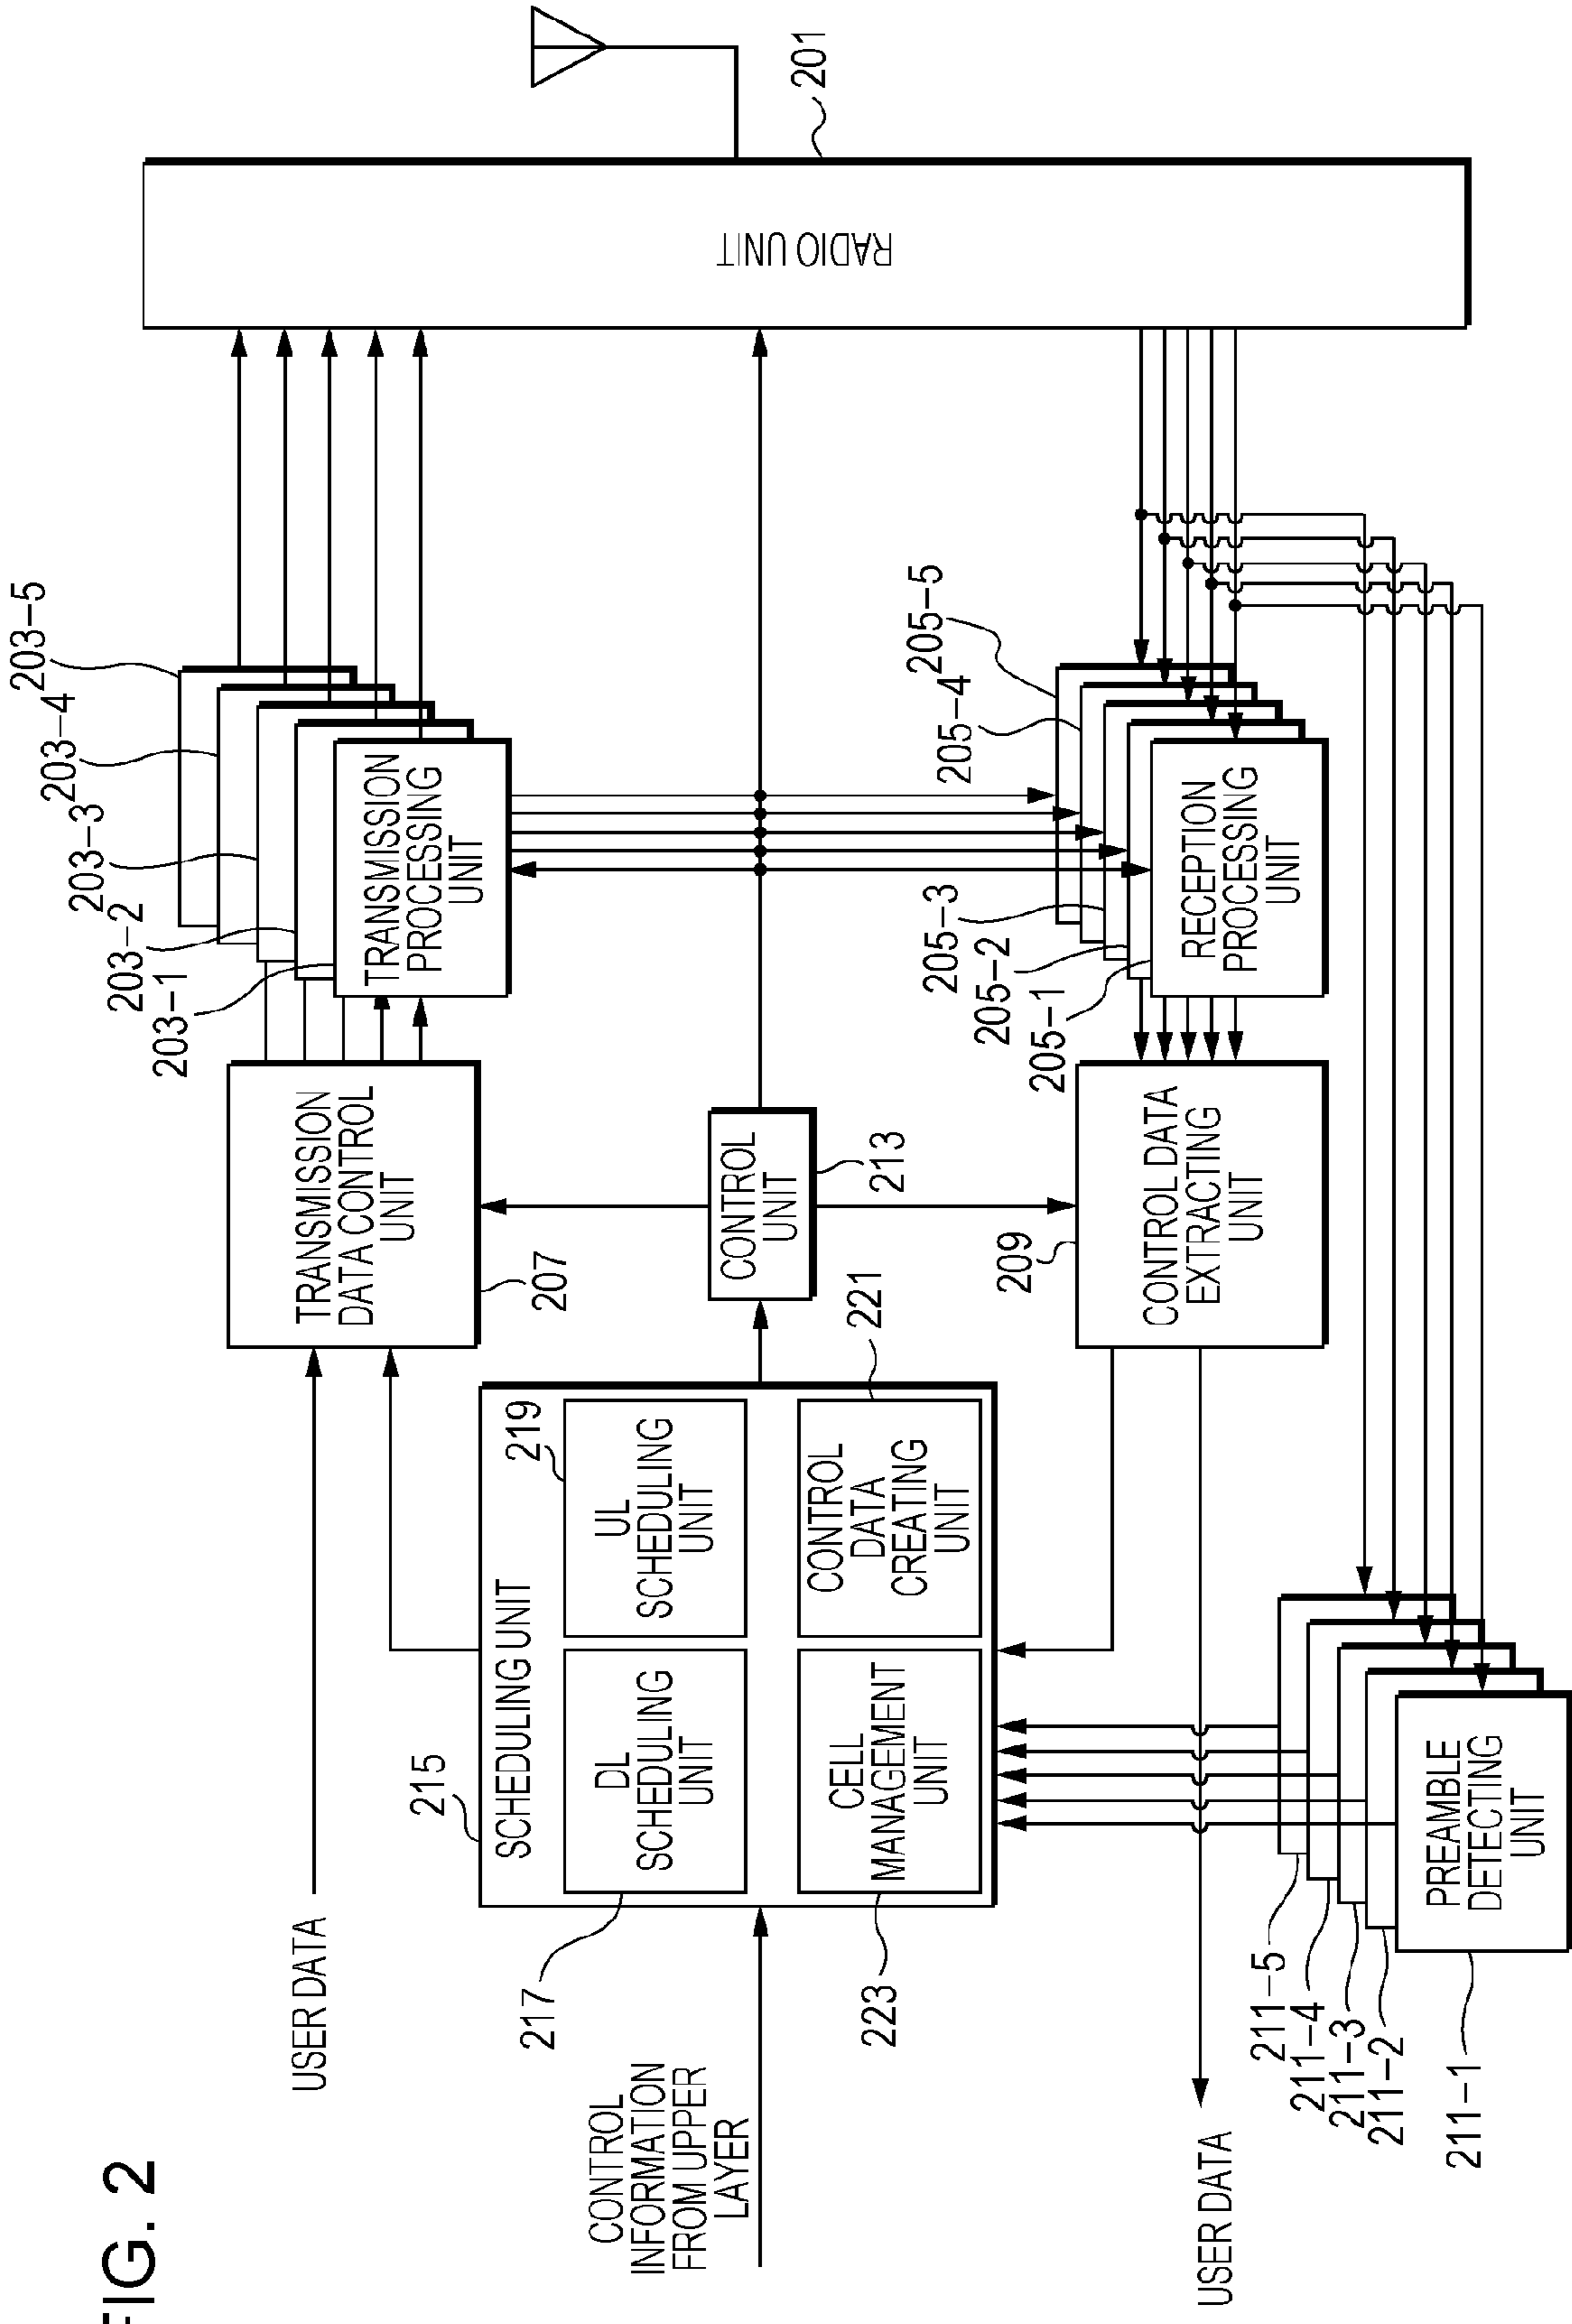 FIG. 2
USER DATA
CONTROL
INFORMATION
FROM UPPER
LAYER
USER DATA
215
SCHEDULING UNIT
217
DL
SCHEDULING
UNIT
219
UL
SCHEDULING
UNIT
223
CELL
MANAGEMENT
UNIT
221
CONTROL
DATA
CREATING
UNIT
211-5
211-4
211-3
211-2
211-1
PREAMBLE
DETECTING
UNIT
TRANSMISSION
DATA CONTROL
UNIT
207
CONTROL
UNIT
213
209
CONTROL DATA
EXTRACTING
UNIT
203-5
203-4
203-3
203-2
203-1
TRANSMISSION
PROCESSING
UNIT
205-5
205-4
205-3
205-2
205-1
RECEPTION
PROCESSING
UNIT
RADIO UNIT
201